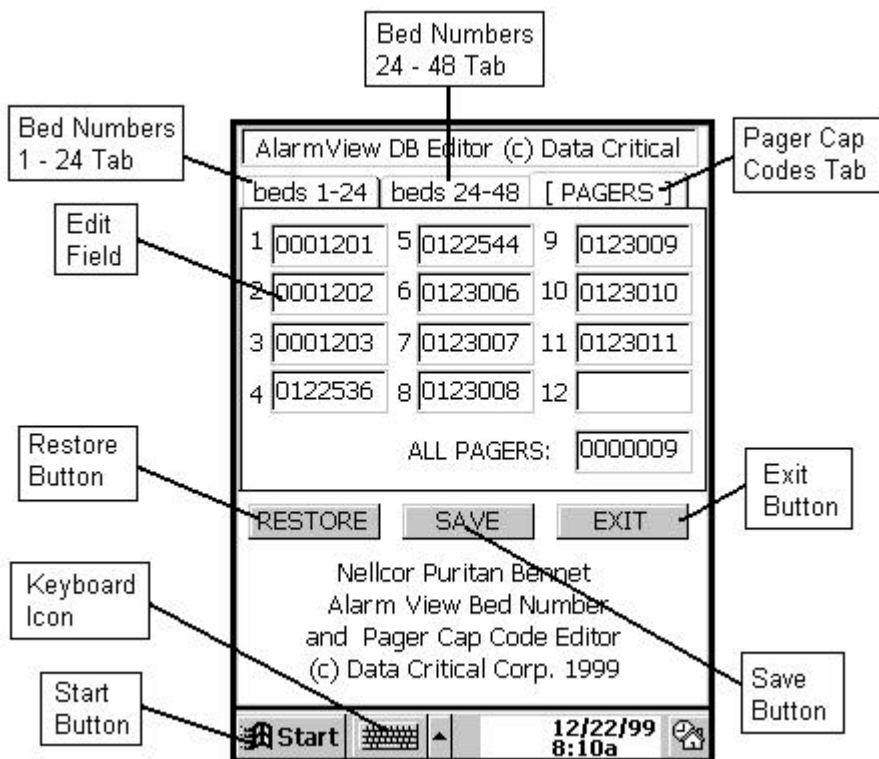 Bed Numbers
24 - 48 Tab
Bed Numbers
1 - 24 Tab
Pager Cap
Codes Tab
Edit
Field
AlarmView DB Editor (c) Data Critical
beds 1-24 beds 24-48 [ PAGERS ]
1 0001201 5 0122544 9 0123009
2 0001202 6 0123006 10 0123010
3 0001203 7 0123007 11 0123011
4 0122536 8 0123008 12
ALL PAGERS: 0000009
Restore
Button
Exit
Button
RESTORE SAVE EXIT
Keyboard
Icon
Nellcor Puritan Bennet
Alarm View Bed Number
and Pager Cap Code Editor
(c) Data Critical Corp. 1999
Start
Button
Save
Button
Start
12/22/99
8:10a